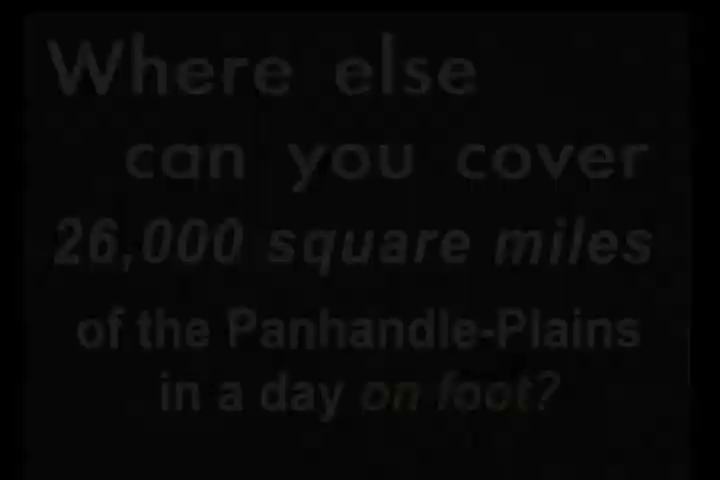 Where else
can you cover
26,000 square miles
of the Panhandle-Plains
in a day on foot?